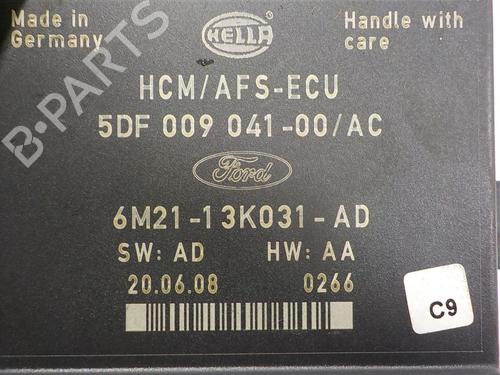 Made in
Germany
HELLA
Handle with
care
B-PARTS
HCM/AFS-ECU
5DF 009 041-00/AC
Ford
6M21-13K031-AD
SW: AD HW: AA
20.06.08 0266
C9